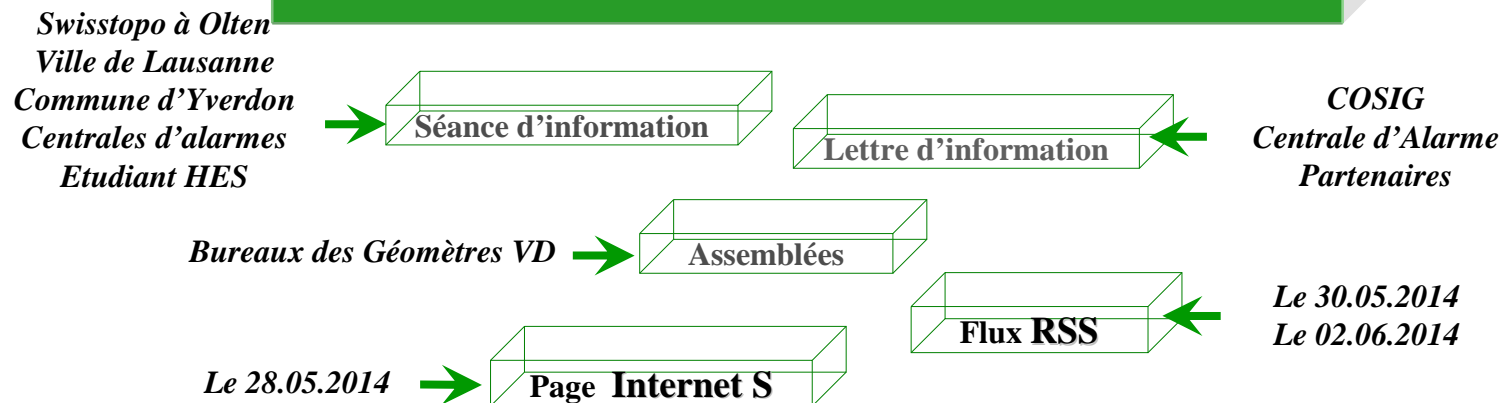 Swisstopo à Olten
Ville de Lausanne
Commune d'Yverdon
Centrales d'alarmes
Etudiant HES
Séance d'information
Lettre d'information
COSIG
Centrale d'Alarme
Partenaires
Bureaux des Géomètres VD
Assemblées
Flux RSS
Le 30.05.2014
Le 02.06.2014
Le 28.05.2014
Page Internet S